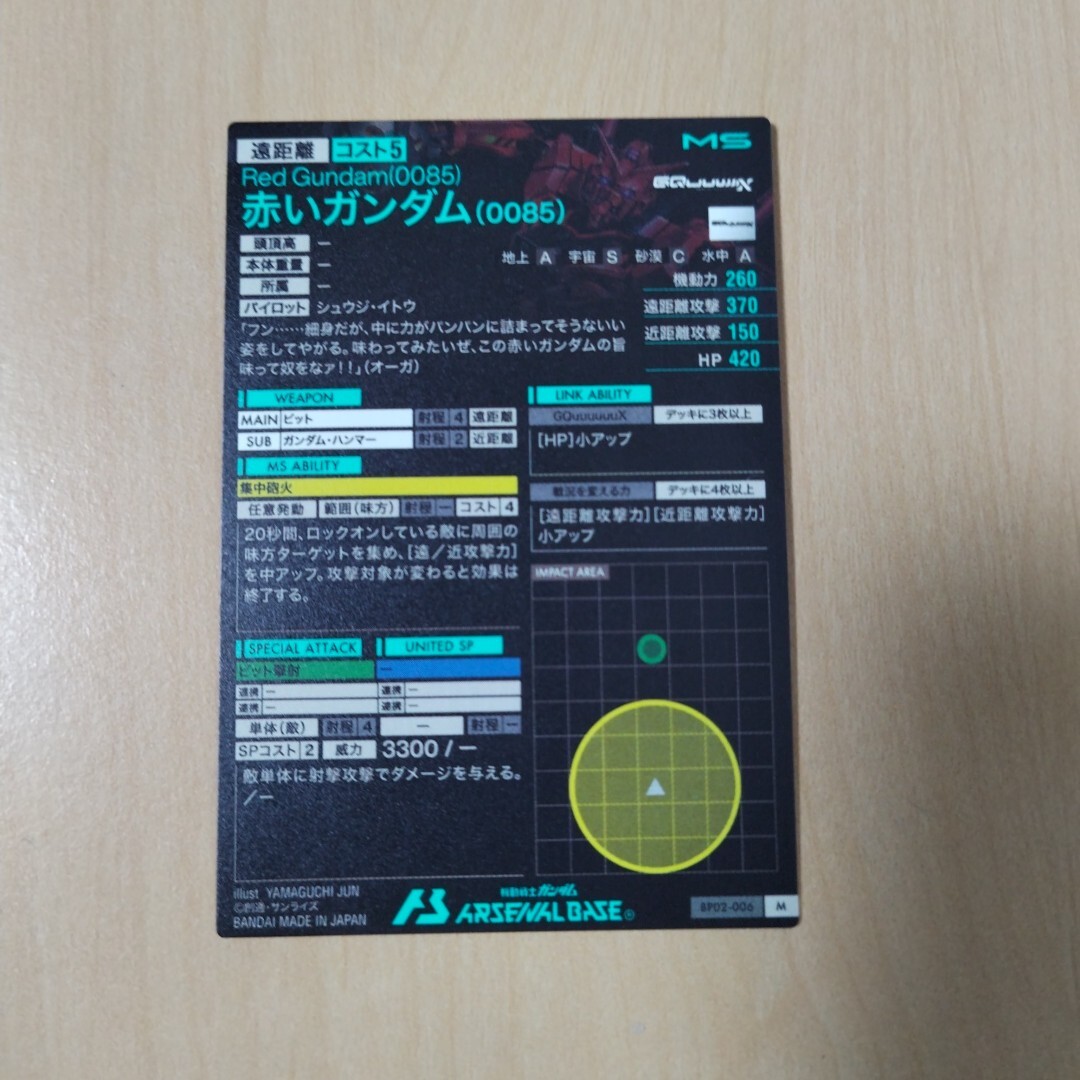 遠距離 コスト5 MS
Red Gundam(0085)
GQuuuuuuX
赤いガンダム(0085)
頭頂高 ー
本体重量 ー
地上 A 宇宙 S 砂漠 C 水中 A
所属 ー
機動力 260
パイロット シュウジ・イトウ
遠距離攻撃 370
近距離攻撃 150
HP 420
「フン……細身だが、中に力がパンパンに詰まってそうないい
姿をしてやがる。味わってみたいぜ、この赤いガンダムの旨
味って奴をなァ!!」(オーガ)
WEAPON
MAIN ビット 射程 4 遠距離
SUB ガンダム・ハンマー 射程 2 近距離
MS ABILITY
集中砲火
任意発動 範囲(味方) 射程 ー コスト 4
20秒間、ロックオンしている敵に周囲の
味方ターゲットを集め、[遠/近攻撃力]
を中アップ。攻撃対象が変わると効果は
終了する。
LINK ABILITY
GQuuuuuuX デッキに3枚以上
[HP]小アップ
戦況を変える力 デッキに4枚以上
[遠距離攻撃力][近距離攻撃力]
小アップ
IMPACT AREA
SPECIAL ATTACK UNITED SP
ビット撃射 ー
連携 ー 連携 ー
連携 ー 連携 ー
単体(敵) 射程 4 ー 射程 ー
SPコスト 2 威力 3300/ー
敵単体に射撃攻撃でダメージを与える。
/ー
illust YAMAGUCHI JUN
©創通・サンライズ
BANDAI MADE IN JAPAN
機動戦士ガンダム
AB ARSENAL BASE®
BP02-006 M